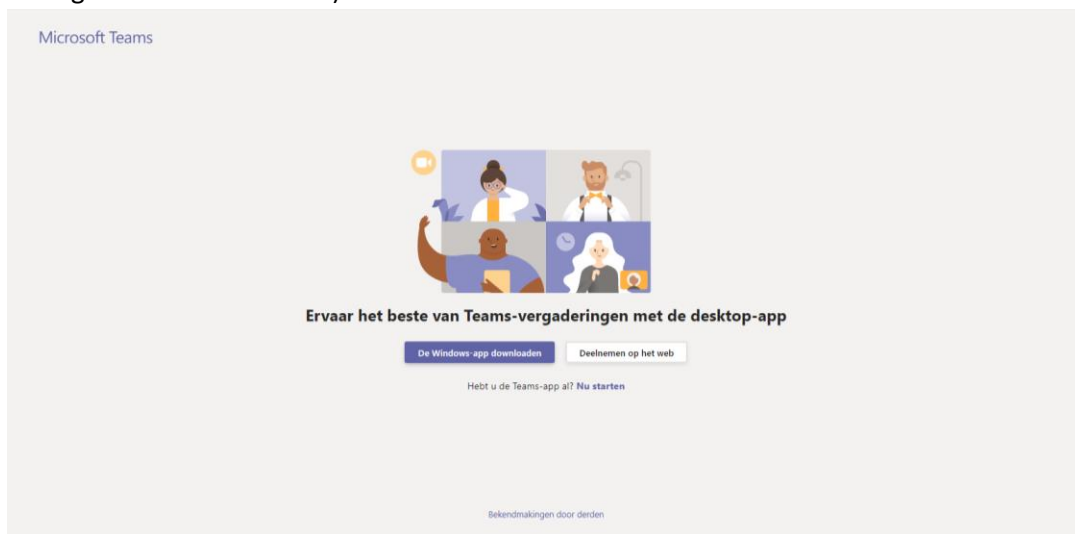 Microsoft Teams
Ervaar het beste van Teams-vergaderingen met de desktop-app
De Windows-app downloaden
Deelnemen op het web
Hebt u de Teams-app al? Nu starten
Bekendmakingen door derden